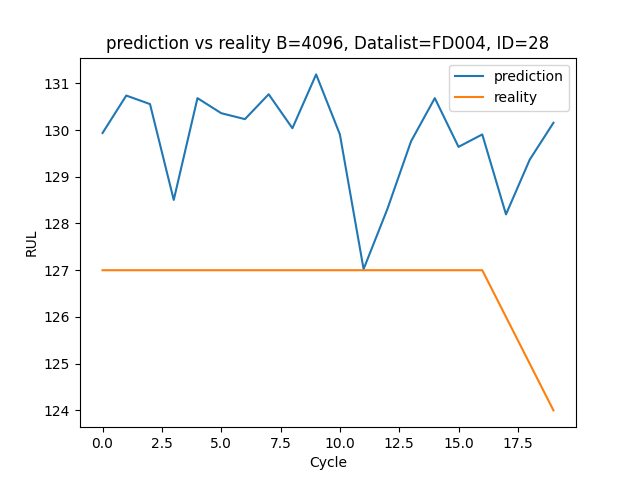 prediction vs reality B=4096, Datalist=FD004, ID=28
prediction
reality
RUL
131
130
129
128
127
126
125
124
0.0 2.5 5.0 7.5 10.0 12.5 15.0 17.5
Cycle